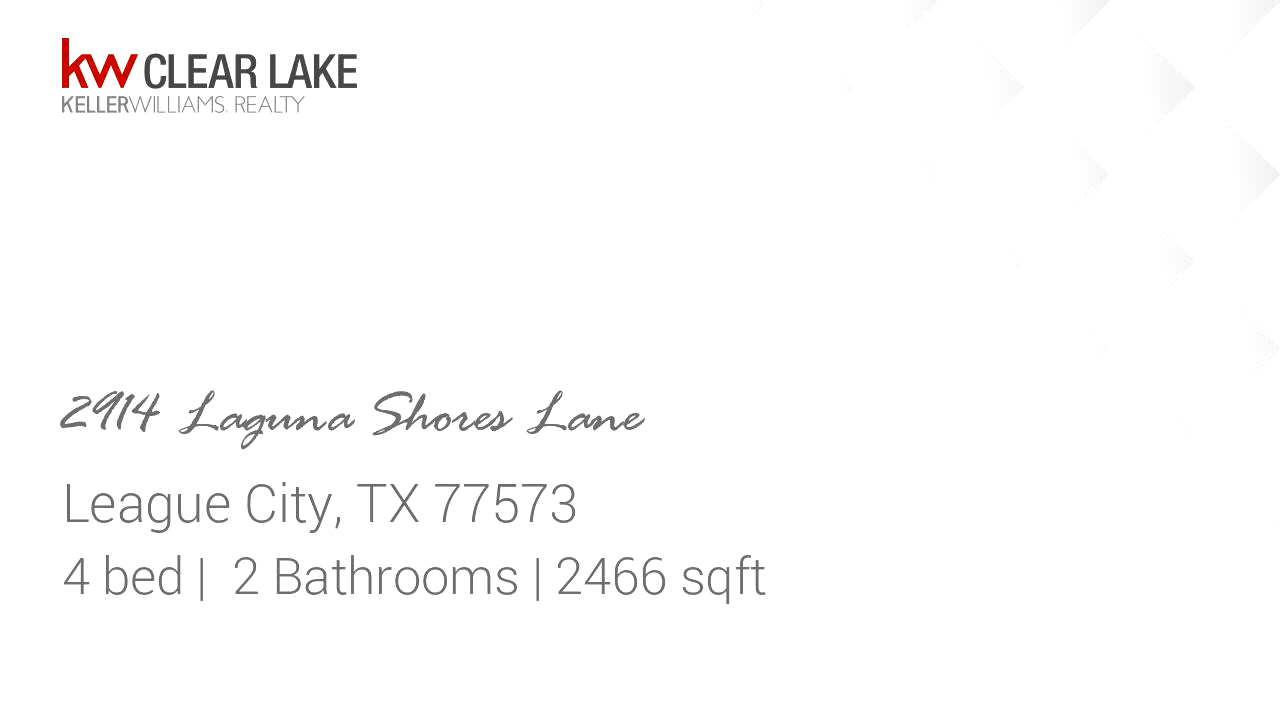 kw CLEAR LAKE
KELLERWILLIAMS. REALTY
2914 Laguna Shores Lane
League City, TX 77573
4 bed | 2 Bathrooms | 2466 sqft